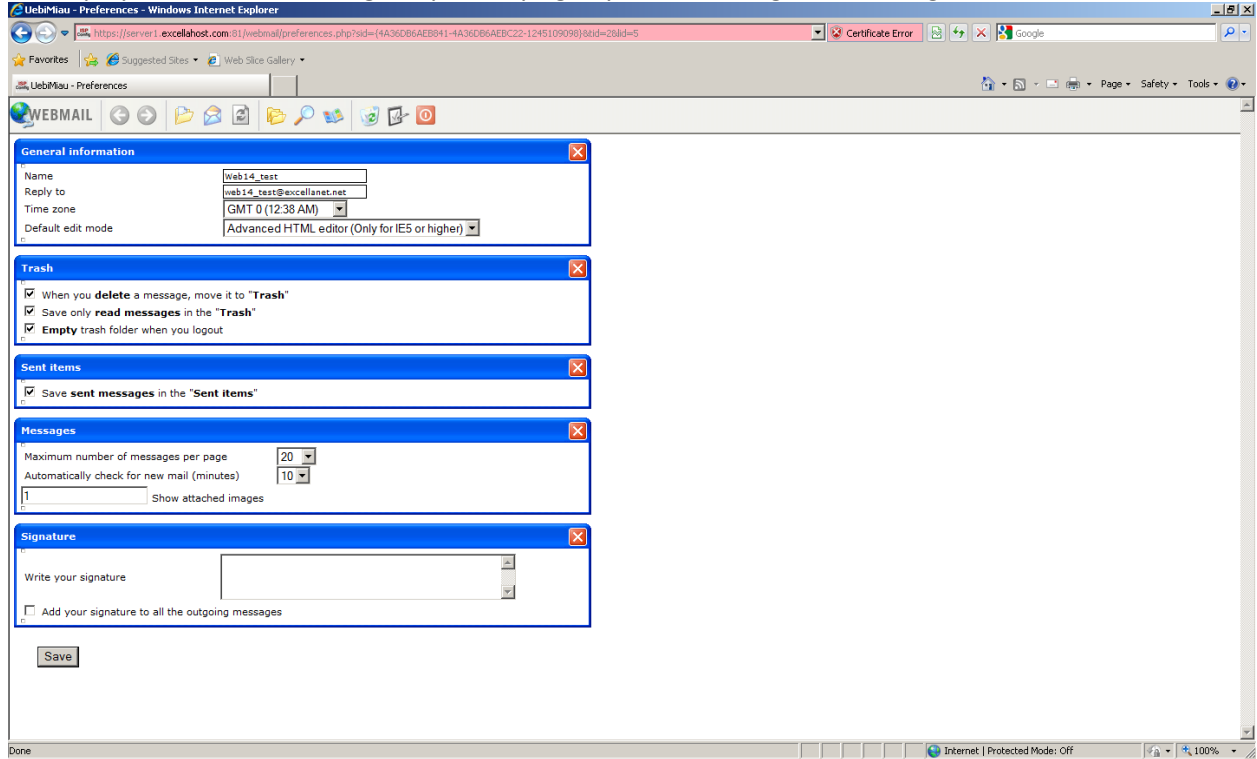 UebiMiau - Preferences - Windows Internet Explorer
https://server1.excellahost.com:81/webmail/preferences.php?sid={4A36DB6AEB841-4A36DB6AEBC22-1245109098}&tid=2&lid=5
Certificate Error
Google
Favorites
Suggested Sites
Web Slice Gallery
UebiMiau - Preferences
Page
Safety
Tools
WEBMAIL
General information
Name
Web14_test
Reply to
web14_test@excellanet.net
Time zone
GMT 0 (12:38 AM)
Default edit mode
Advanced HTML editor (Only for IE5 or higher)
Trash
When you delete a message, move it to "Trash"
Save only read messages in the "Trash"
Empty trash folder when you logout
Sent items
Save sent messages in the "Sent items"
Messages
Maximum number of messages per page
20
Automatically check for new mail (minutes)
10
1
Show attached images
Signature
Write your signature
Add your signature to all the outgoing messages
Save
Done
Internet | Protected Mode: Off
100%